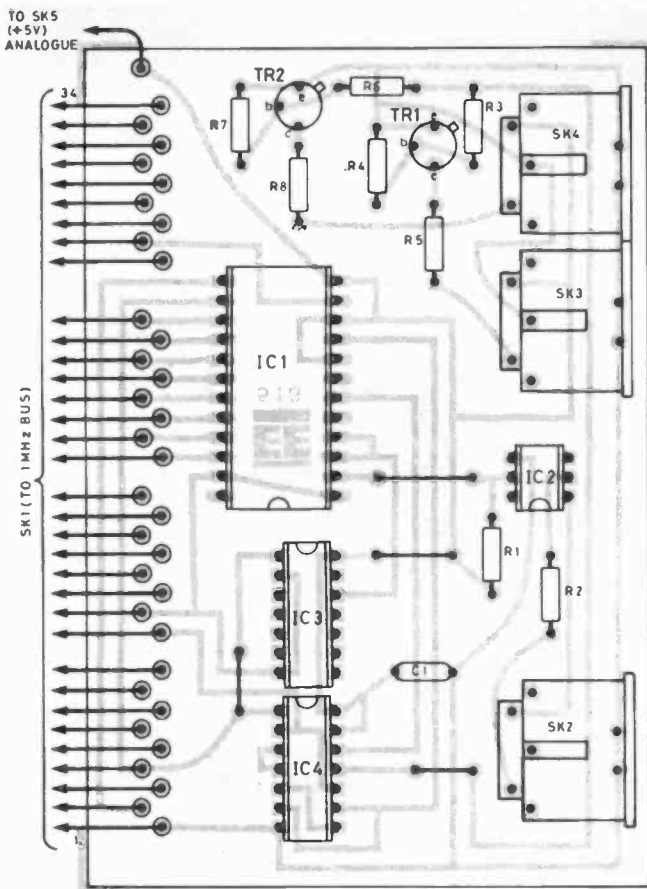 TO SK5
(+5V)
ANALOGUE
34
TR2
e
b
c
R7
R8
R6
TR1
e
b
c
R3
R4
R5
SK4
SK3
SK1 (TO 1MHz BUS)
IC1
IC2
R1
R2
IC3
C1
IC4
SK2
1